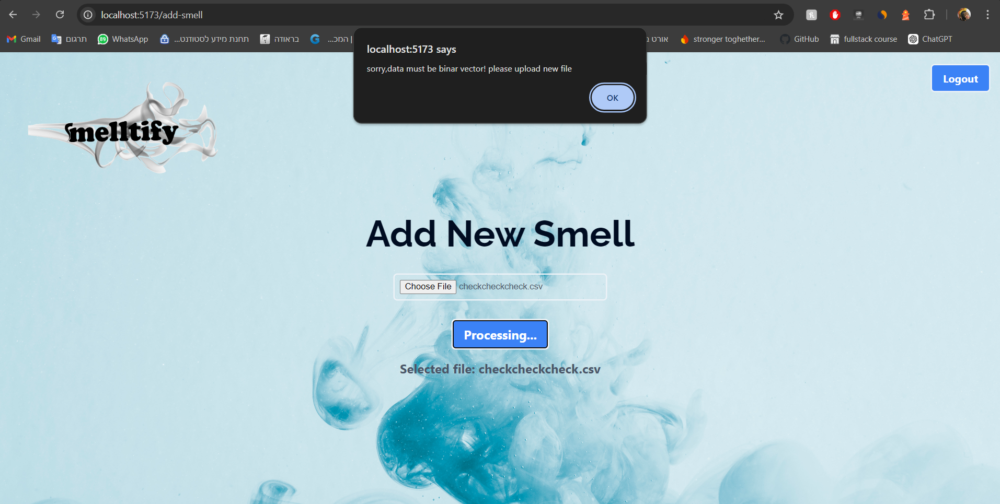 localhost:5173/add-smell
Gmail
תרגום
89
WhatsApp
תחנת מידע לסטודנט...
בראודה
המכ...
אורט ב
stronger toghether...
GitHub
fullstack course
ChatGPT
localhost:5173 says
sorry,data must be binar vector! please upload new file
OK
Logout
Smelltify
Add New Smell
Choose File checkcheckcheck.csv
Processing...
Selected file: checkcheckcheck.csv